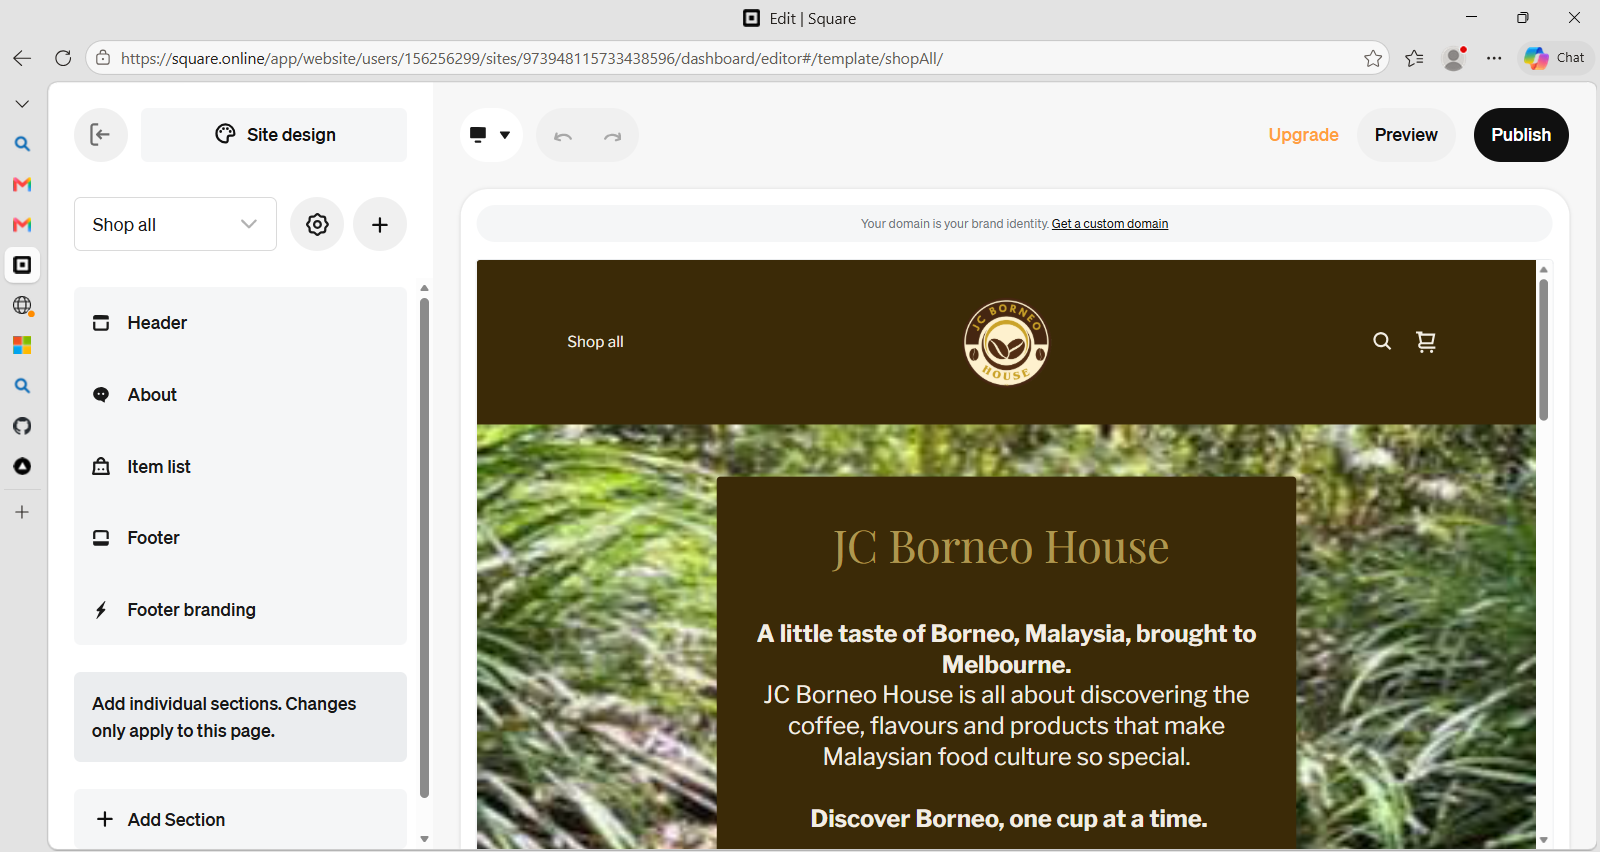 Edit | Square
https://square.online/app/website/users/156256299/sites/973948115733438596/dashboard/editor#/template/shopAll/
Chat
Site design
Upgrade
Preview
Publish
Shop all
Your domain is your brand identity. Get a custom domain
Header
About
Item list
Footer
Footer branding
Add individual sections. Changes
only apply to this page.
Add Section
Shop all
JC BORNEO
HOUSE
JC Borneo House
A little taste of Borneo, Malaysia, brought to
Melbourne.
JC Borneo House is all about discovering the
coffee, flavours and products that make
Malaysian food culture so special.
Discover Borneo, one cup at a time.